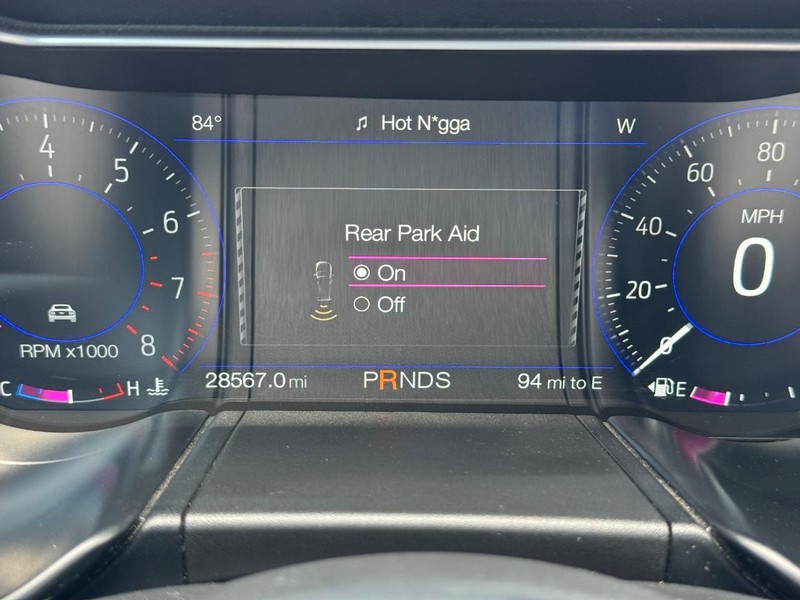 84°
Hot N*gga
W
4
5
6
7
8
RPM x1000
C
H
Rear Park Aid
On
Off
28567.0 mi
PRNDS
94 mi to E
80
60
40
20
0
MPH
0
E